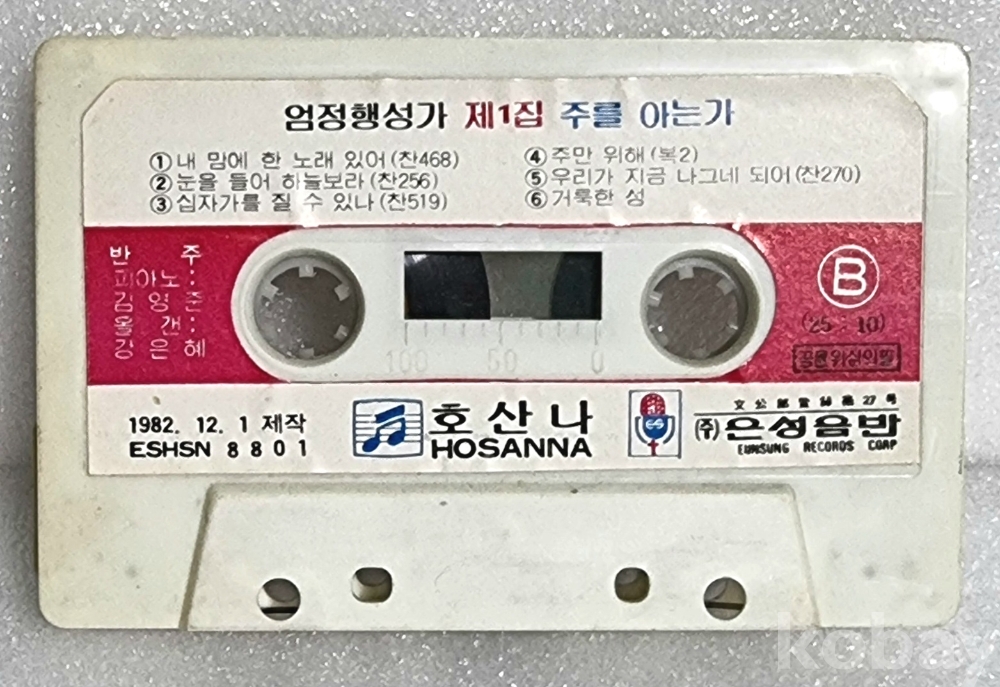 엄정행성가 제1집 주를 아는가
① 내 맘에 한 노래 있어 (찬468)
② 눈을 들어 하늘보라 (찬256)
③ 십자가를 질 수 있나 (찬519)
④ 주만 위해 (복2)
⑤ 우리가 지금 나그네 되어 (찬270)
⑥ 거룩한 성
반 주
피아노 :
김영준
올 갠 :
강은혜
B
(25 : 10)
100 50 0
1982. 12. 1 제작
ESHSN 8801
호산나
HOSANNA
ES
第27号
(주)은성음반
EUNSUNG RECORDS CORP
kobay